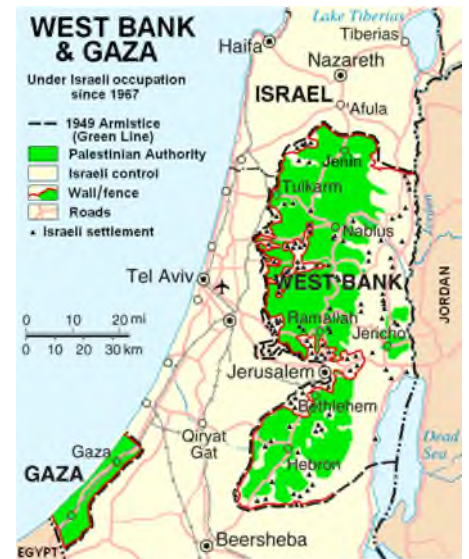 WEST BANK
& GAZA
Under Israeli occupation
since 1967
1949 Armistice
(Green Line)
Palestinian Authority
Israeli control
Wall/fence
Roads
Israeli settlement
Lake Tiberias
Haifa
Tiberias
Nazareth
ISRAEL
Afula
Jenin
Tulkarm
Nablus
Jordan
Tel Aviv
WEST BANK
JORDAN
0 10 20 mi
0 10 20 30 km
Ramallah
Jericho
Jerusalem
Bethlehem
Qiryat
Gat
Dead
Sea
Gaza
GAZA
Hebron
EGYPT
Beersheba